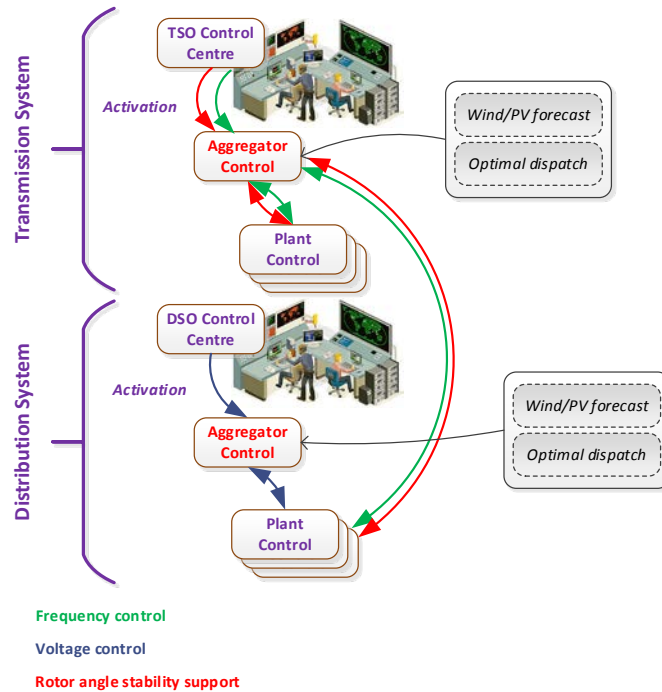 Transmission System
TSO Control
Centre
Activation
Aggregator
Control
Wind/PV forecast
Optimal dispatch
Plant
Control
Distribution System
DSO Control
Centre
Activation
Aggregator
Control
Wind/PV forecast
Optimal dispatch
Plant
Control
Frequency control
Voltage control
Rotor angle stability support